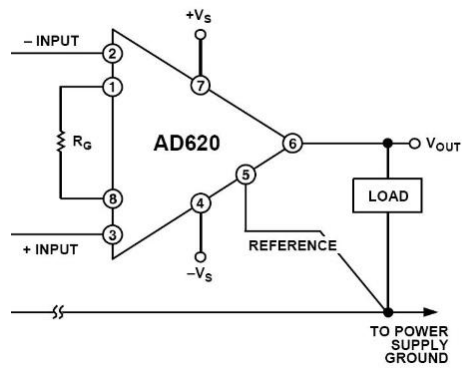 +VS
– INPUT
2
1
7
RG
AD620
6
VOUT
5
8
4
LOAD
3
+ INPUT
REFERENCE
–VS
TO POWER
SUPPLY
GROUND